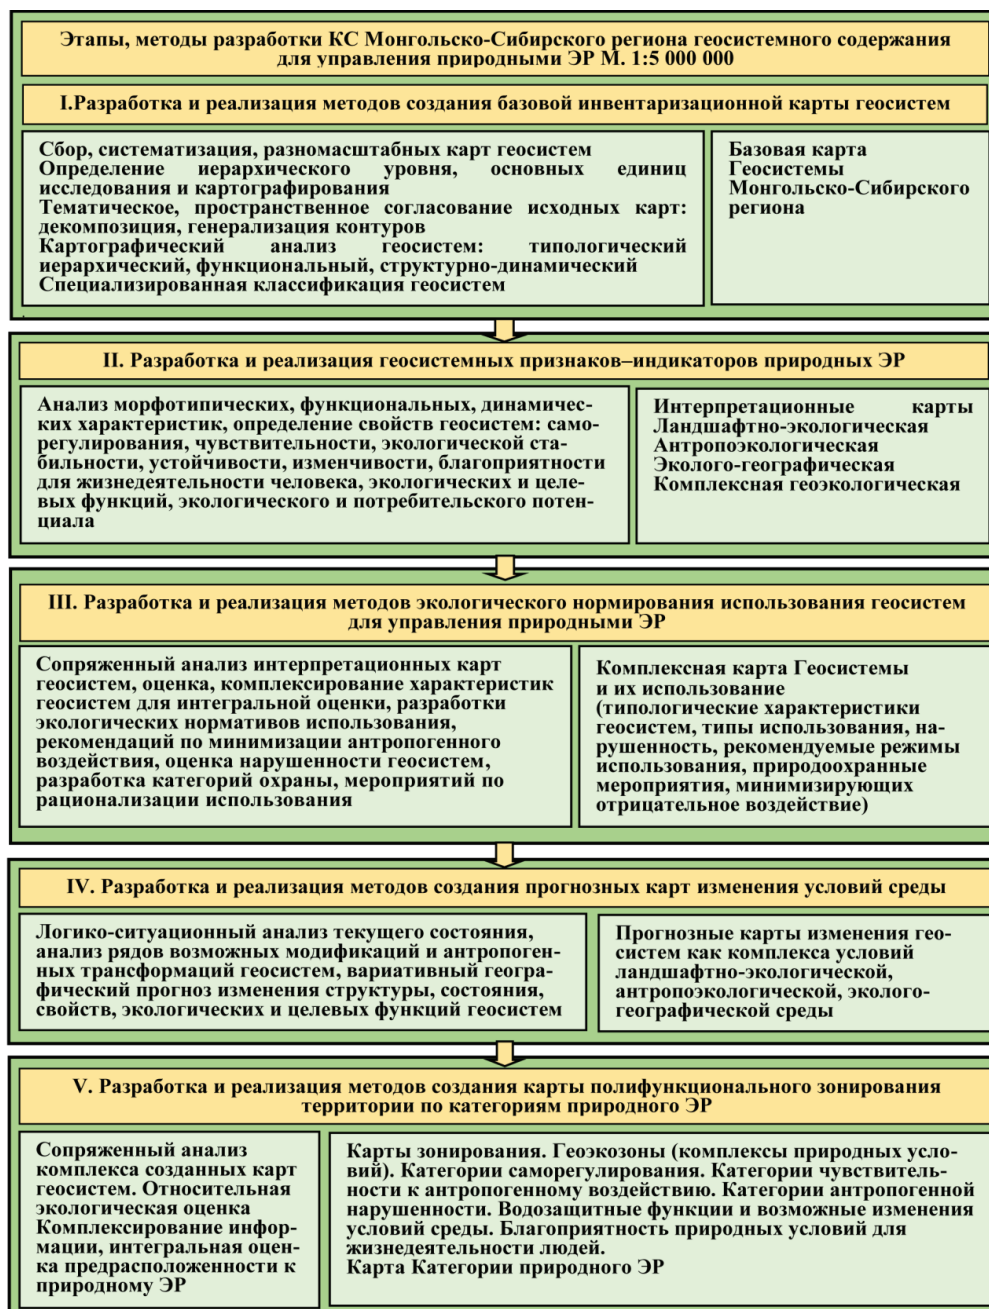 Этапы, методы разработки КС Монгольско-Сибирского региона геосистемного содержания
для управления природными ЭР М. 1:5 000 000
I.Разработка и реализация методов создания базовой инвентаризационной карты геосистем
Сбор, систематизация, разномасштабных карт геосистем
Определение иерархического уровня, основных единиц
исследования и картографирования
Тематическое, пространственное согласование исходных карт:
декомпозиция, генерализация контуров
Картографический анализ геосистем: типологический
иерархический, функциональный, структурно-динамический
Специализированная классификация геосистем
Базовая карта
Геосистемы
Монгольско-Сибирского
региона
II. Разработка и реализация геосистемных признаков–индикаторов природных ЭР
Анализ морфотипических, функциональных, динамичес-
ких характеристик, определение свойств геосистем: само-
регулирования, чувствительности, экологической ста-
бильности, устойчивости, изменчивости, благоприятности
для жизнедеятельности человека, экологических и целе-
вых функций, экологического и потребительского потен-
циала
Интерпретационные карты
Ландшафтно-экологическая
Антропоэкологическая
Эколого-географическая
Комплексная геоэкологическая
III. Разработка и реализация методов экологического нормирования использования геосистем
для управления природными ЭР
Сопряженный анализ интерпретационных карт
геосистем, оценка, комплексирование характеристик
геосистем для интегральной оценки, разработки
экологических нормативов использования,
рекомендаций по минимизации антропогенного
воздействия, оценка нарушенности геосистем,
разработка категорий охраны, мероприятий по
рационализации использования
Комплексная карта Геосистемы
и их использование
(типологические характеристики
геосистем, типы использования, на-
рушенность, рекомендуемые режимы
использования, природоохранные
мероприятия, минимизирующих
отрицательное воздействие)
IV. Разработка и реализация методов создания прогнозных карт изменения условий среды
Логико-ситуационный анализ текущего состояния,
анализ рядов возможных модификаций и антропоген-
ных трансформаций геосистем, вариативный геогра-
фический прогноз изменения структуры, состояния,
свойств, экологических и целевых функций геосистем
Прогнозные карты изменения гео-
систем как комплекса условий
ландшафтно-экологической,
антропоэкологической, эколого-
географической среды
V. Разработка и реализация методов создания карты полифункционального зонирования
территории по категориям природного ЭР
Сопряженный анализ
комплекса созданных карт
геосистем. Относительная
экологическая оценка
Комплексирование инфор-
мации, интегральная оцен-
ка предрасположенности к
природному ЭР
Карты зонирования. Геоэкозоны (комплексы природных усло-
вий). Категории саморегулирования. Категории чувствитель-
ности к антропогенному воздействию. Категории антропогенной
нарушенности. Водозащитные функции и возможные изменения
условий среды. Благоприятность природных условий для
жизнедеятельности людей.
Карта Категории природного ЭР